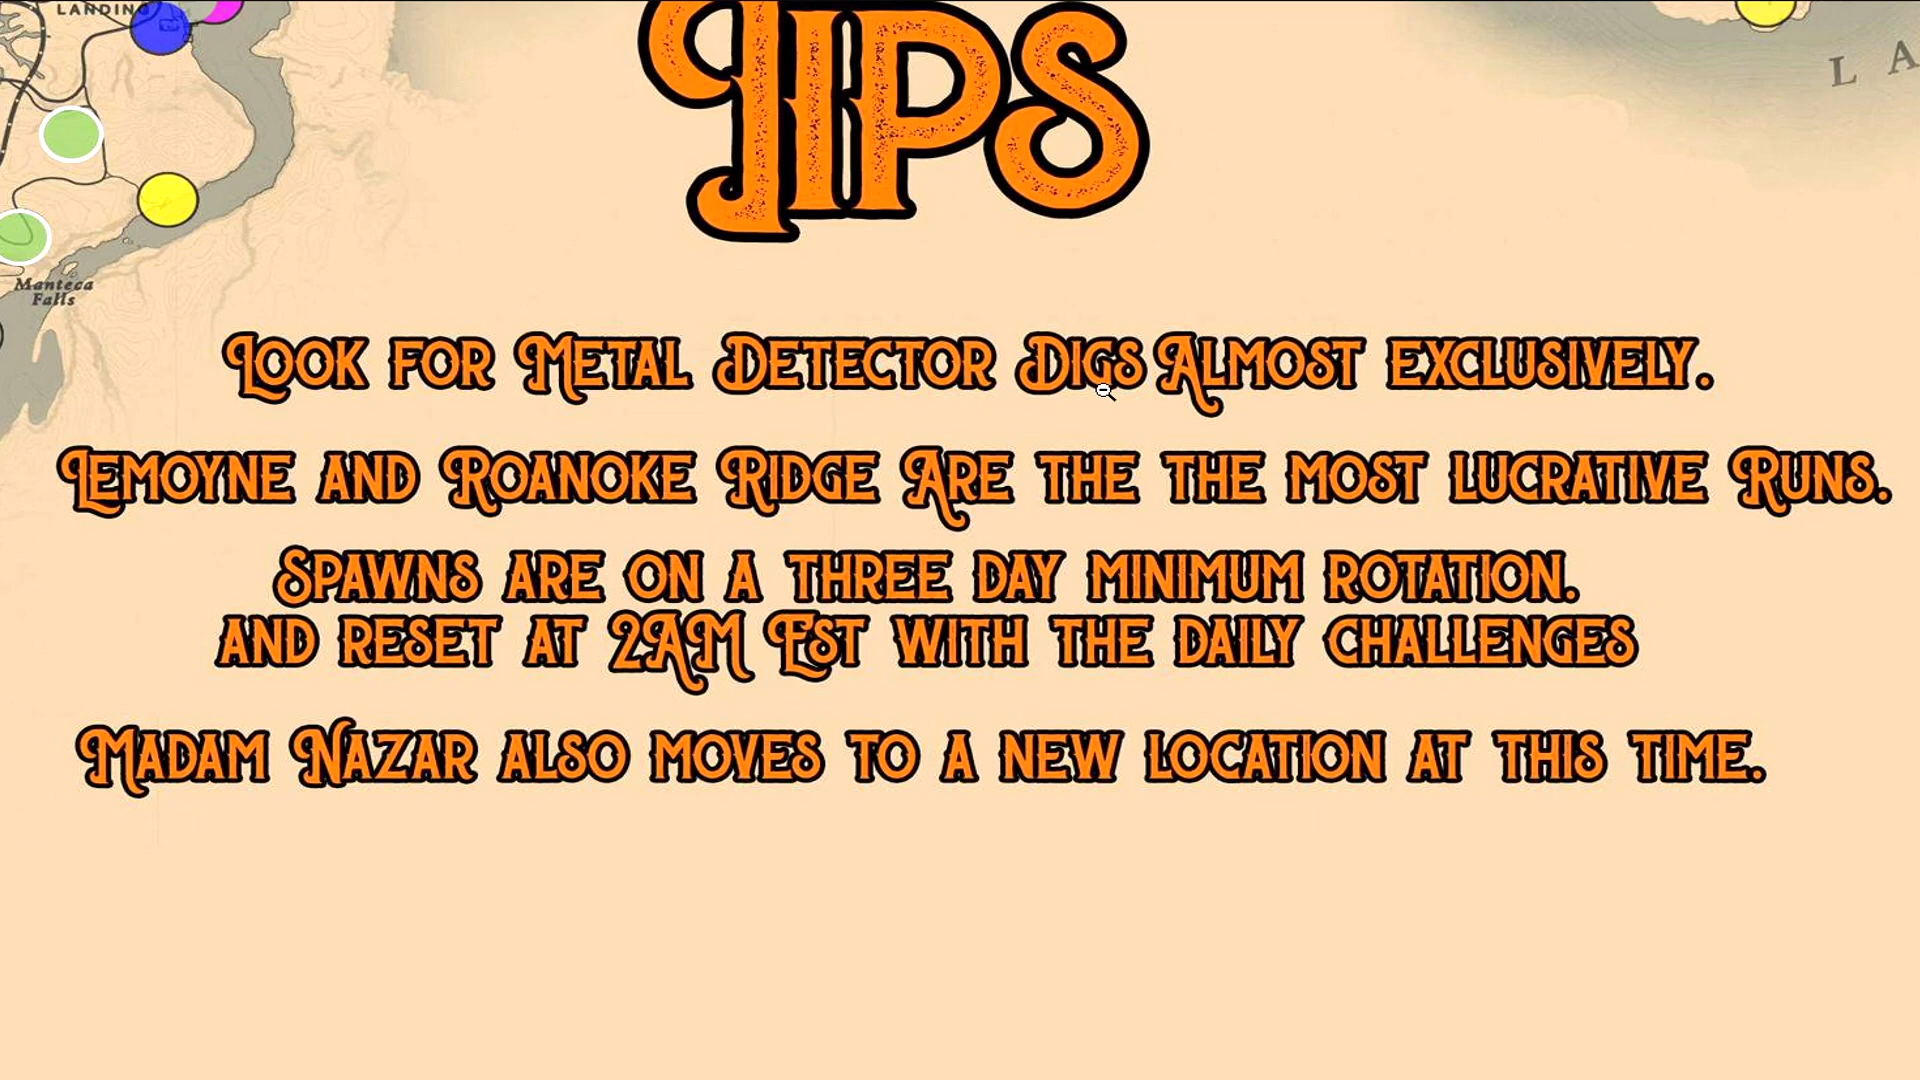 LANDING
TIPS
L A
Manteca
Falls
Look for Metal Detector Digs Almost exclusively.
Lemoyne and Roanoke Ridge Are the the most lucrative Runs.
Spawns are on a three day minimum rotation.
and reset at 2AM Est with the daily challenges
Madam Nazar also moves to a new location at this time.